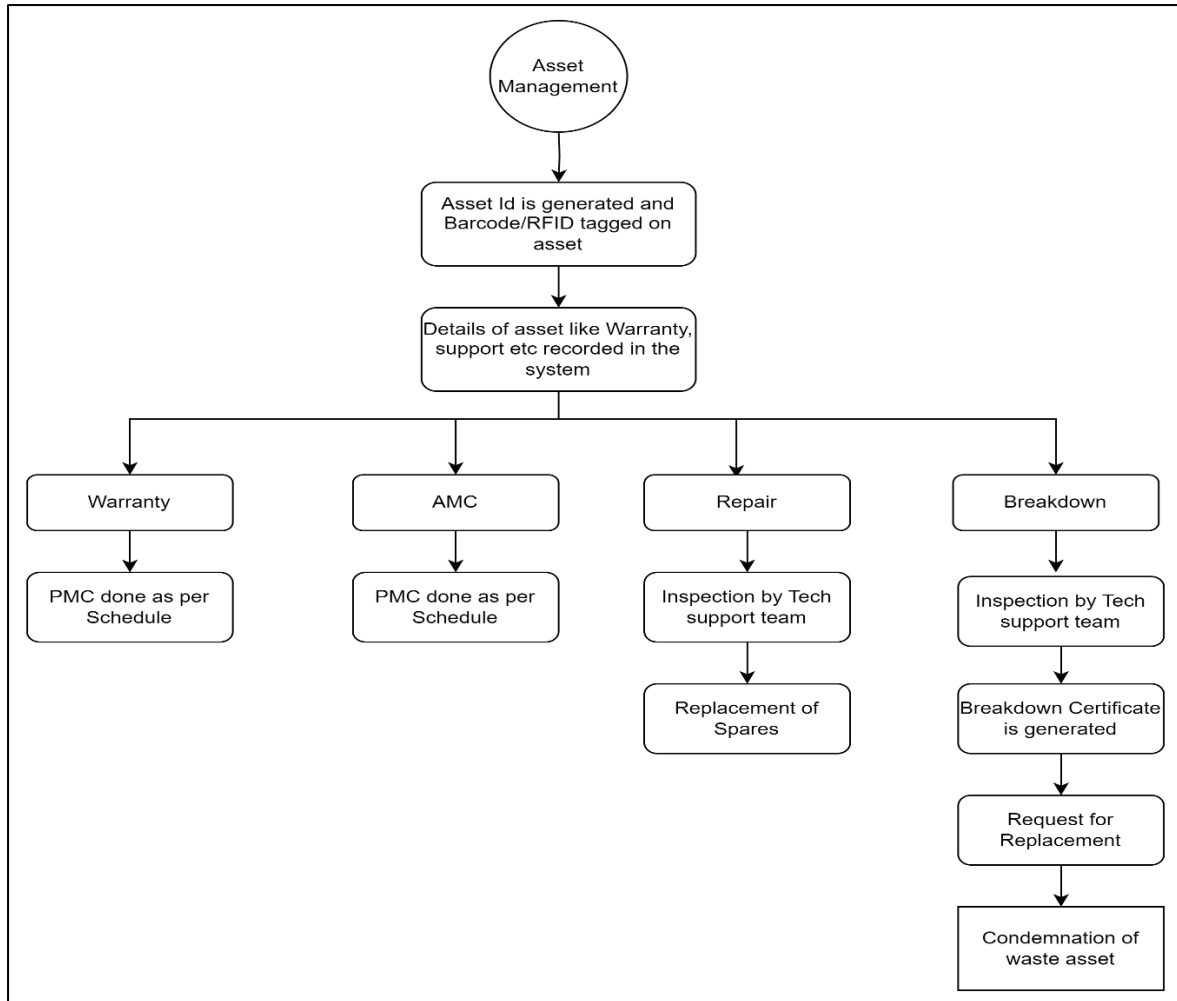 Asset
Management
Asset Id is generated and
Barcode/RFID tagged on
asset
Details of asset like Warranty,
support etc recorded in the
system
Warranty
AMC
Repair
Breakdown
PMC done as per
Schedule
PMC done as per
Schedule
Inspection by Tech
support team
Inspection by Tech
support team
Replacement of
Spares
Breakdown Certificate
is generated
Request for
Replacement
Condemnation of
waste asset